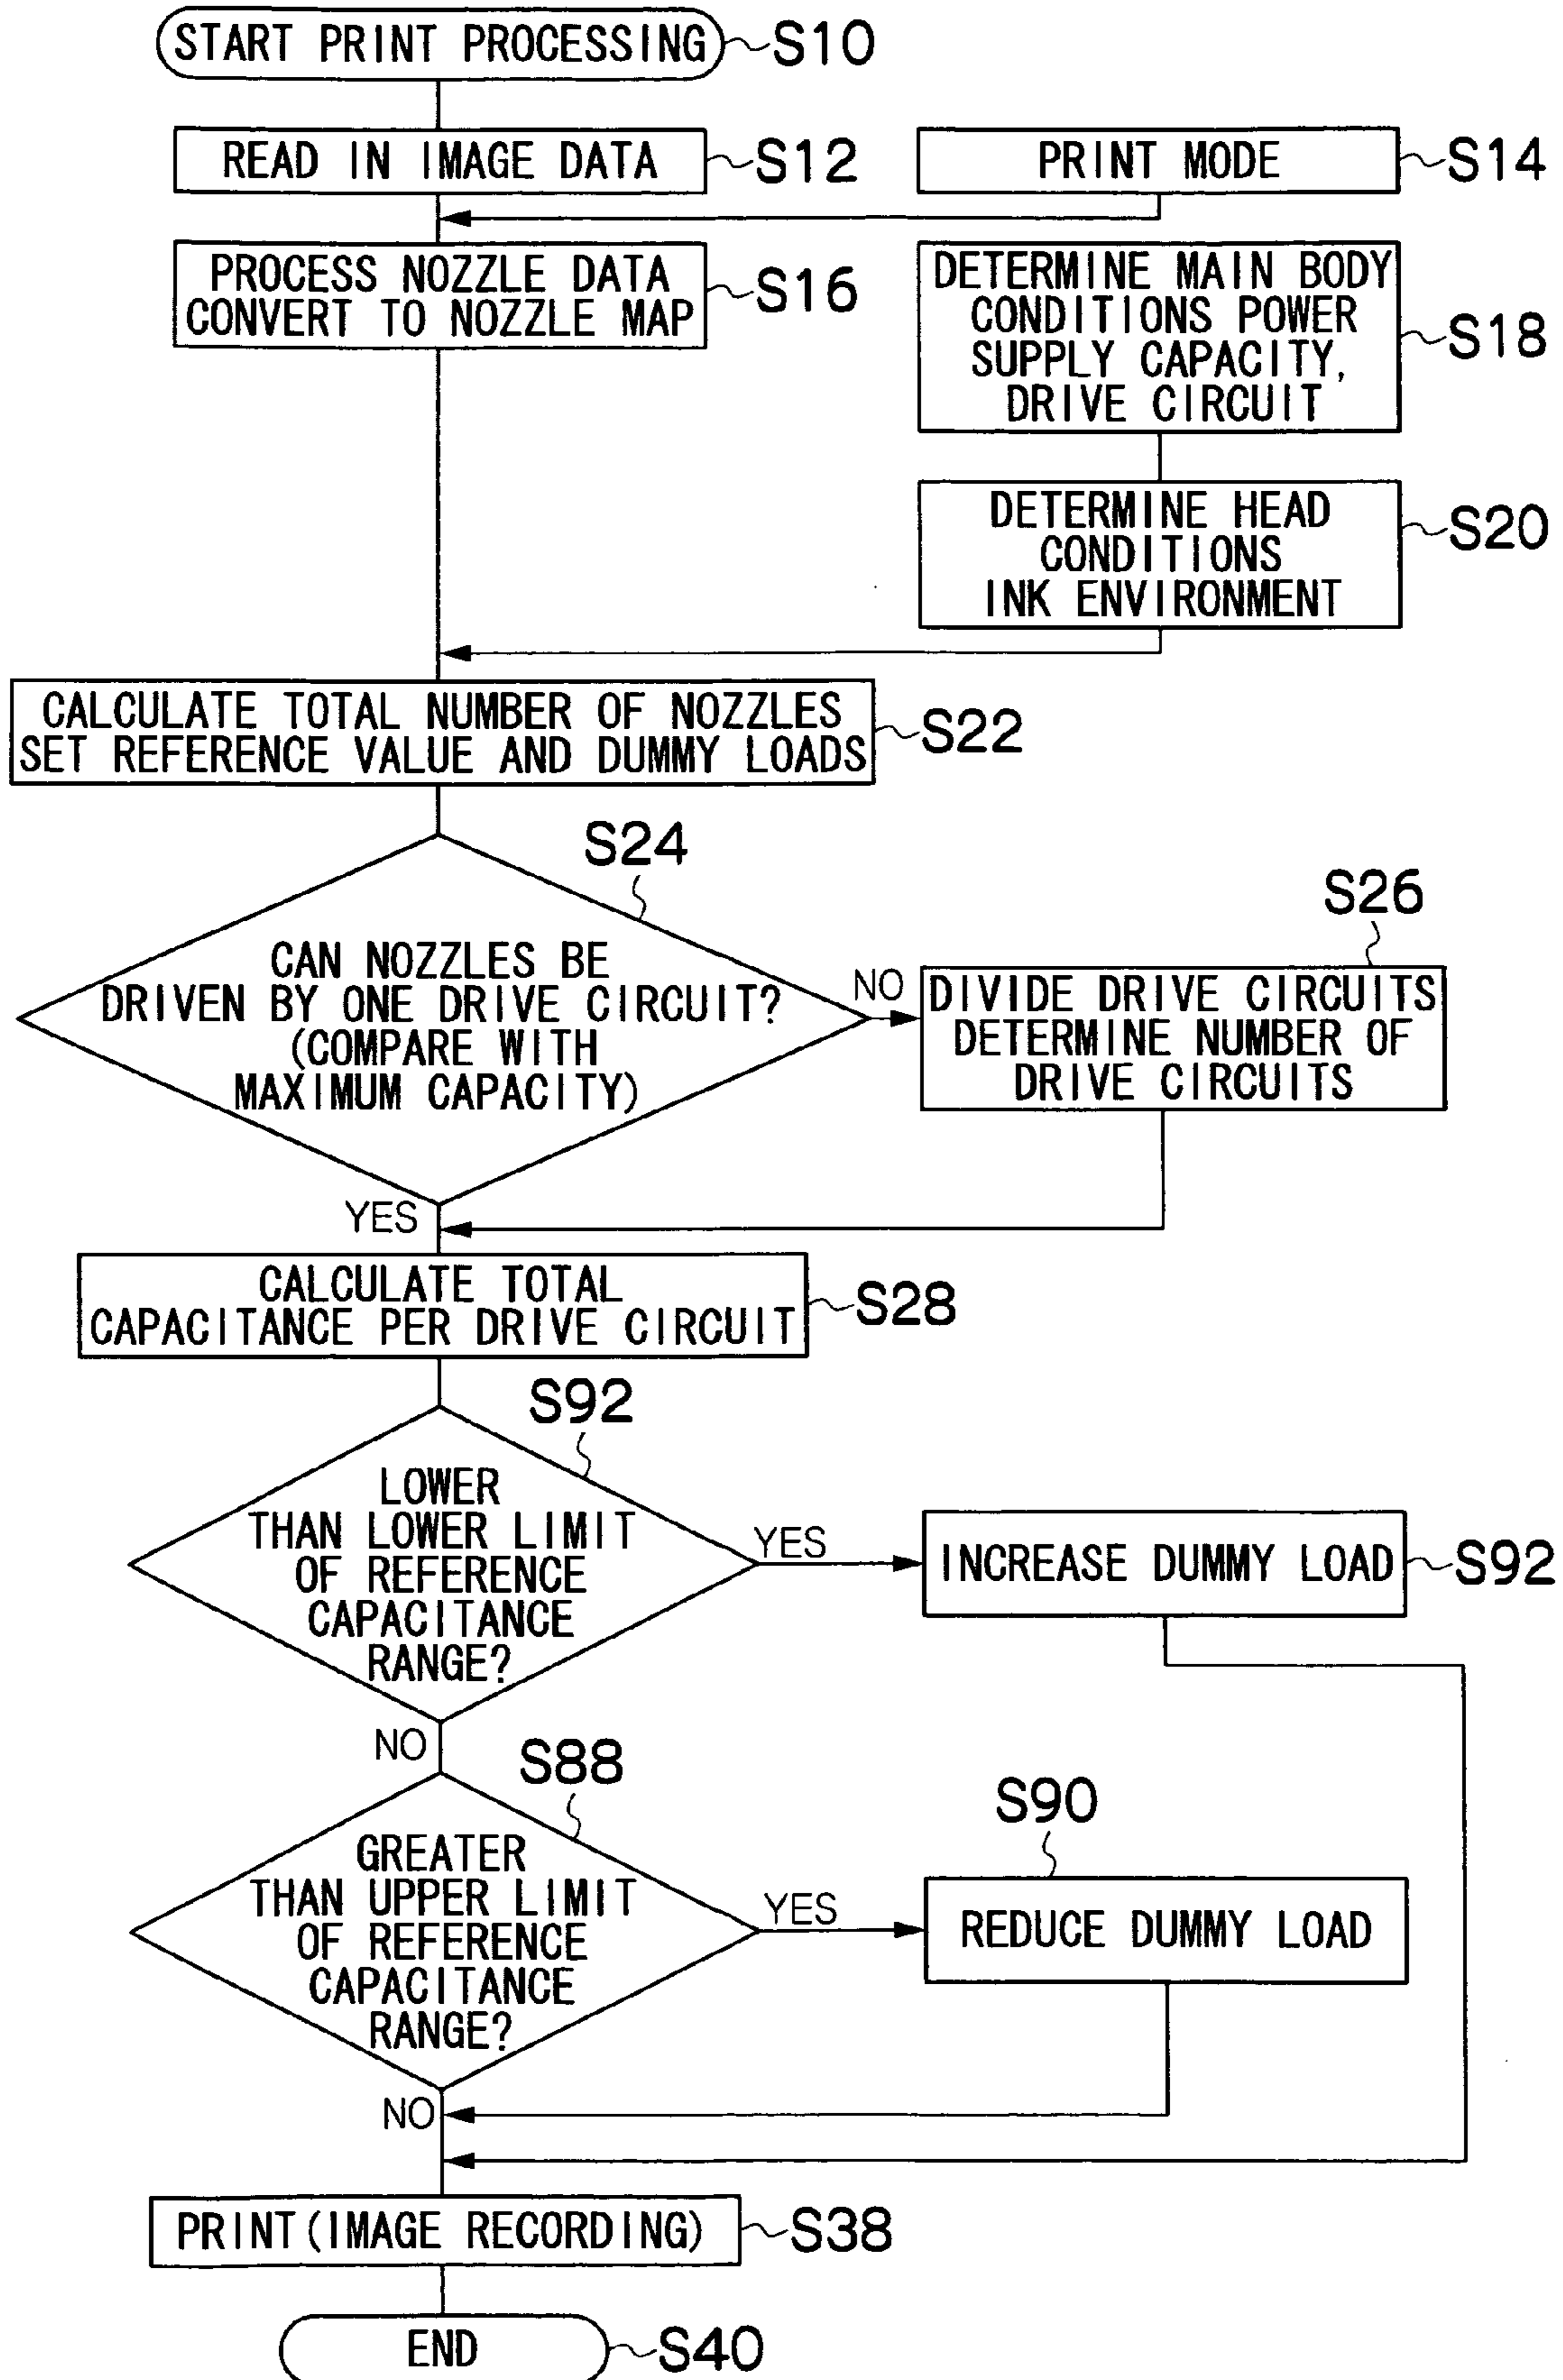 START PRINT PROCESSING
S10
READ IN IMAGE DATA
S12
PRINT MODE
S14
PROCESS NOZZLE DATA
CONVERT TO NOZZLE MAP
S16
DETERMINE MAIN BODY
CONDITIONS POWER
SUPPLY CAPACITY,
DRIVE CIRCUIT
S18
DETERMINE HEAD
CONDITIONS
INK ENVIRONMENT
S20
CALCULATE TOTAL NUMBER OF NOZZLES
SET REFERENCE VALUE AND DUMMY LOADS
S22
S24
CAN NOZZLES BE
DRIVEN BY ONE DRIVE CIRCUIT?
(COMPARE WITH
MAXIMUM CAPACITY)
NO
S26
DIVIDE DRIVE CIRCUITS
DETERMINE NUMBER OF
DRIVE CIRCUITS
YES
CALCULATE TOTAL
CAPACITANCE PER DRIVE CIRCUIT
S28
S92
LOWER
THAN LOWER LIMIT
OF REFERENCE
CAPACITANCE
RANGE?
YES
INCREASE DUMMY LOAD
S92
NO
S88
GREATER
THAN UPPER LIMIT
OF REFERENCE
CAPACITANCE
RANGE?
YES
S90
REDUCE DUMMY LOAD
NO
PRINT(IMAGE RECORDING)
S38
END
S40